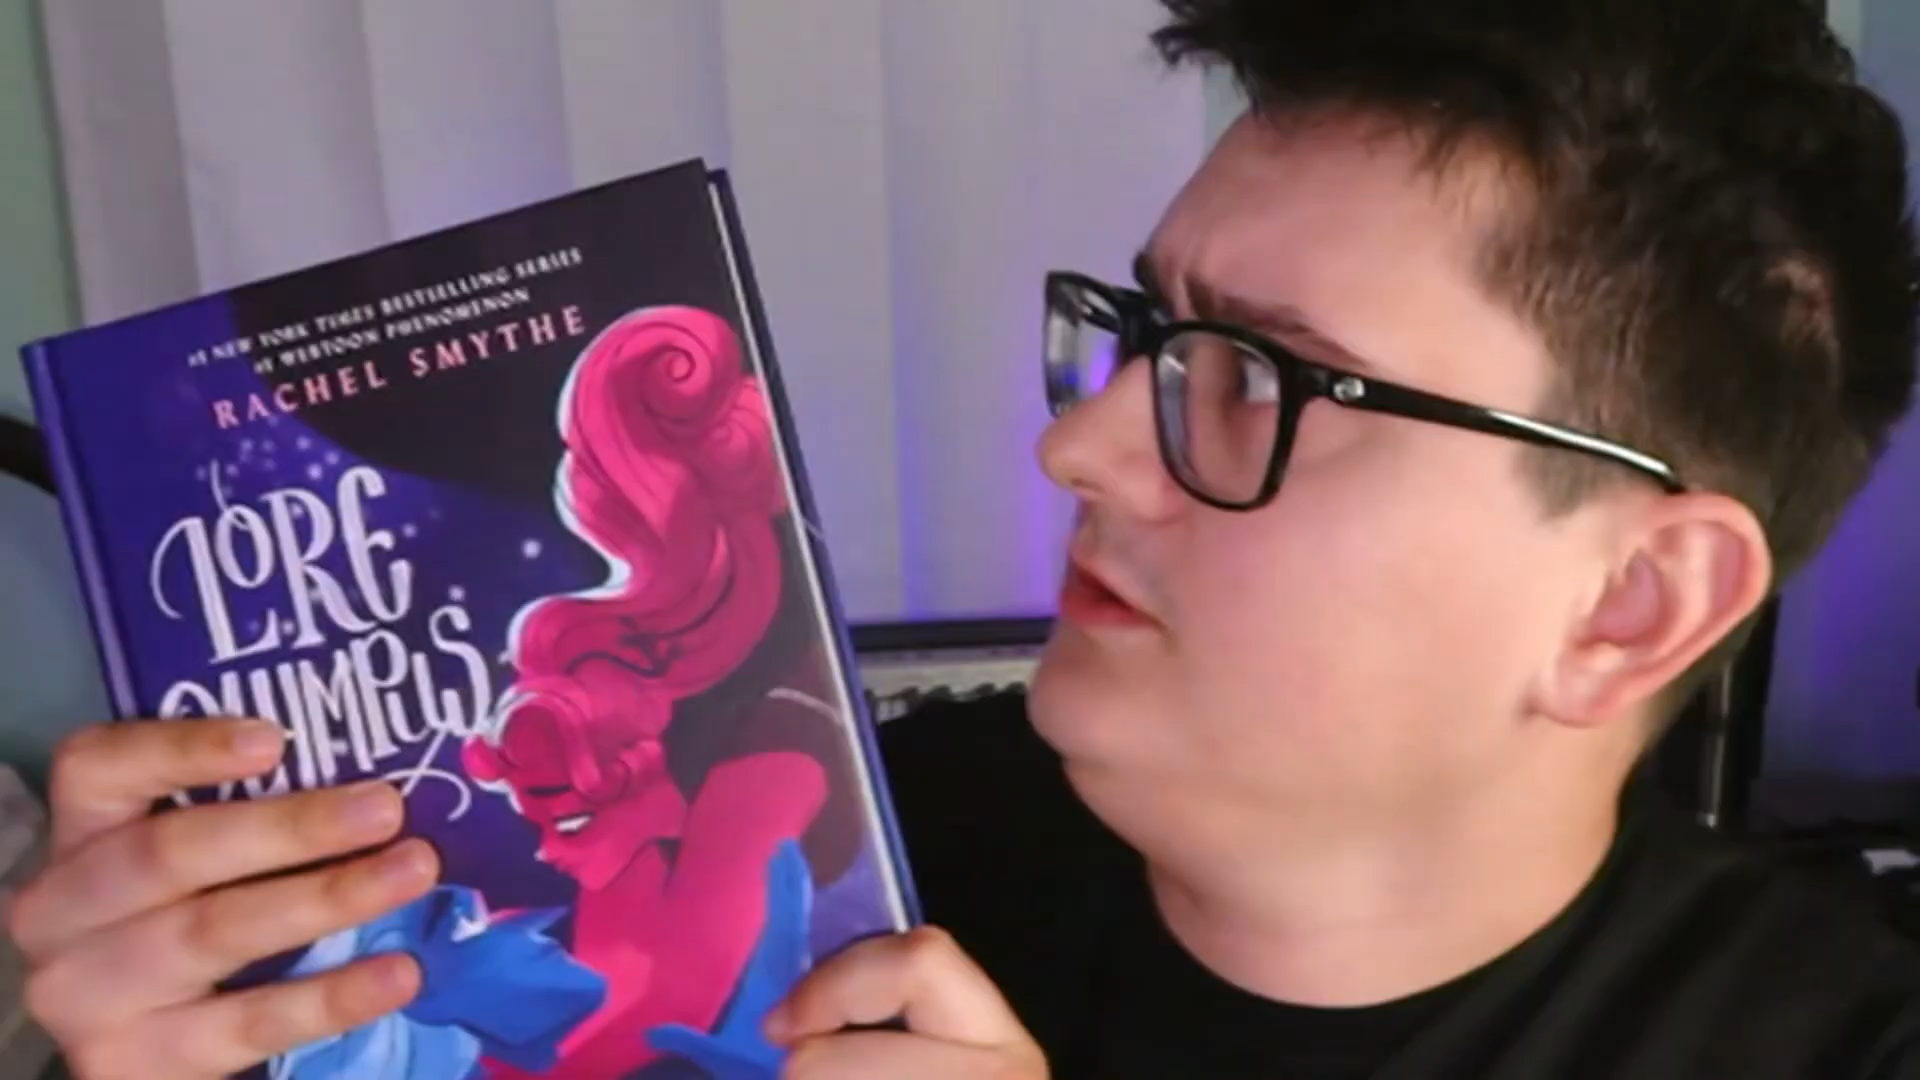 #1 NEW YORK TIMES BESTSELLING SERIES
#1 WEBTOON PHENOMENON
RACHEL SMYTHE
LORE
OLYMPUS